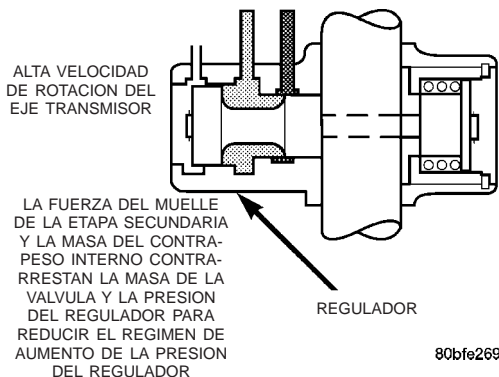 ALTA VELOCIDAD
DE ROTACION DEL
EJE TRANSMISOR
LA FUERZA DEL MUELLE
DE LA ETAPA SECUNDARIA
Y LA MASA DEL CONTRA-
PESO INTERNO CONTRA-
RRESTAN LA MASA DE LA
VALVULA Y LA PRESION
DEL REGULADOR PARA
REDUCIR EL REGIMEN DE
AUMENTO DE LA PRESION
DEL REGULADOR
REGULADOR
80bfe269